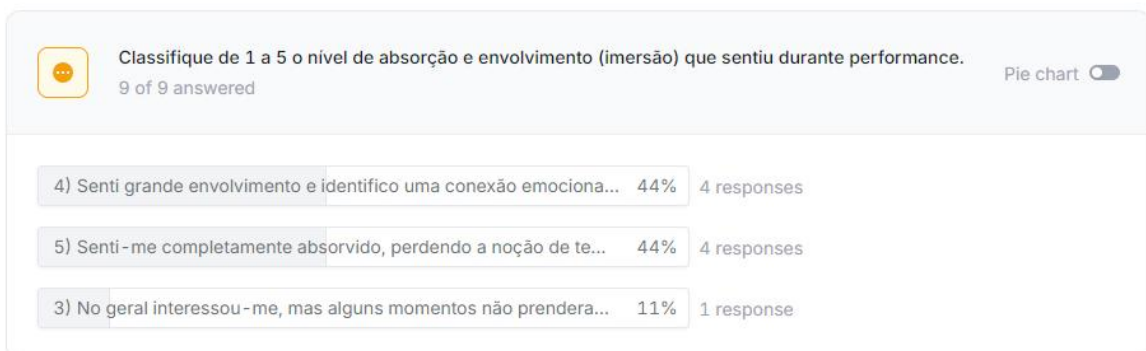 Classifique de 1 a 5 o nível de absorção e envolvimento (imersão) que sentiu durante performance.
9 of 9 answered
Pie chart
4) Senti grande envolvimento e identifico uma conexão emociona... 44% 4 responses
5) Senti-me completamente absorvido, perdendo a noção de te... 44% 4 responses
3) No geral interessou-me, mas alguns momentos não prendera... 11% 1 response